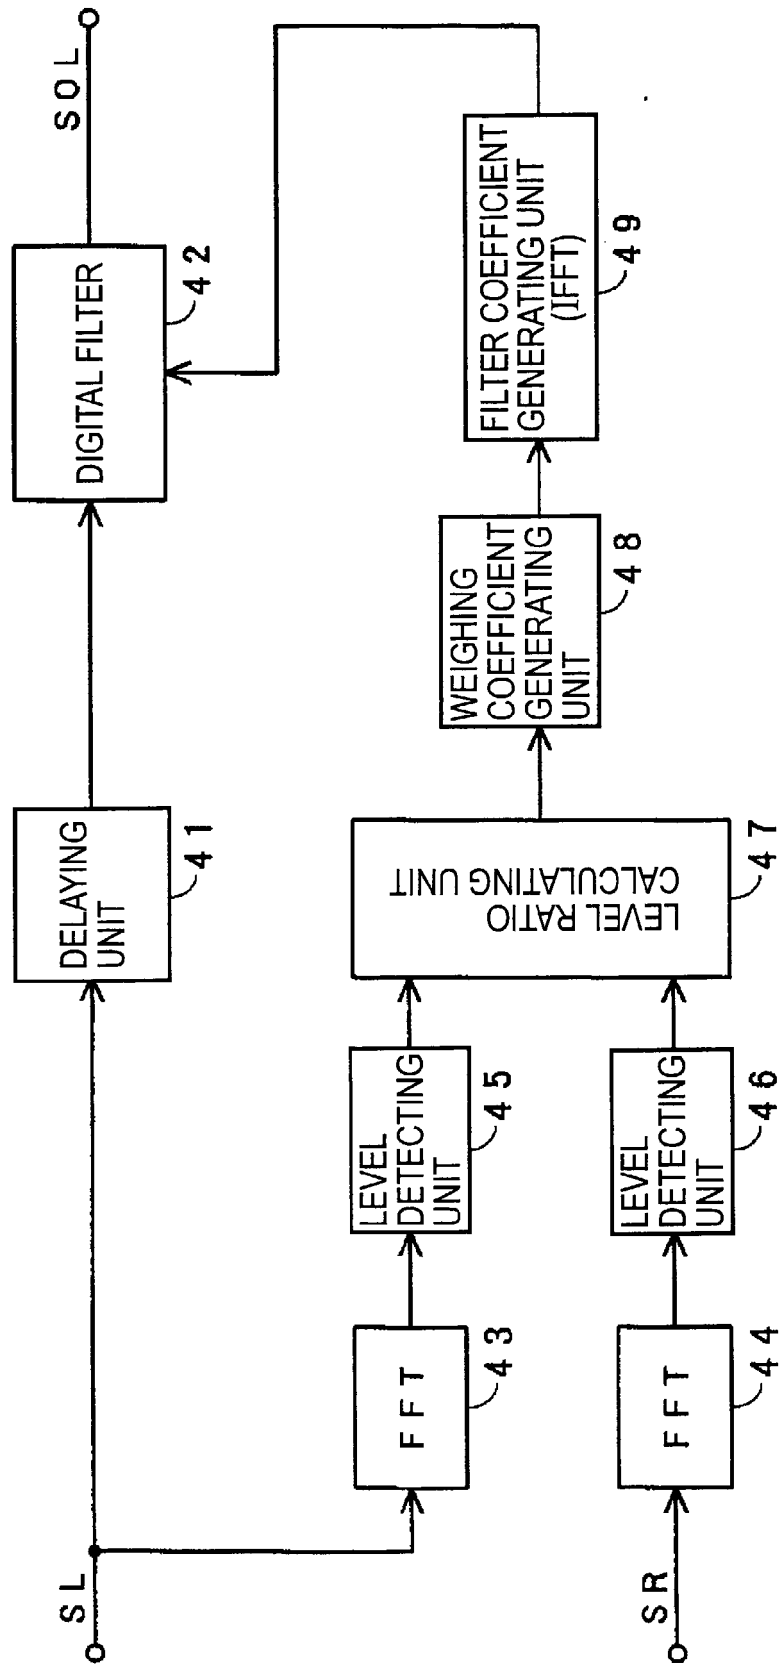 SL
DELAYING
UNIT
41
DIGITAL FILTER
42
SOL
FFT
43
LEVEL
DETECTING
UNIT
45
LEVEL RATIO
CALCULATING UNIT
47
WEIGHING
COEFFICIENT
GENERATING
UNIT
48
FILTER COEFFICIENT
GENERATING UNIT
(IFFT)
49
SR
FFT
44
LEVEL
DETECTING
UNIT
46